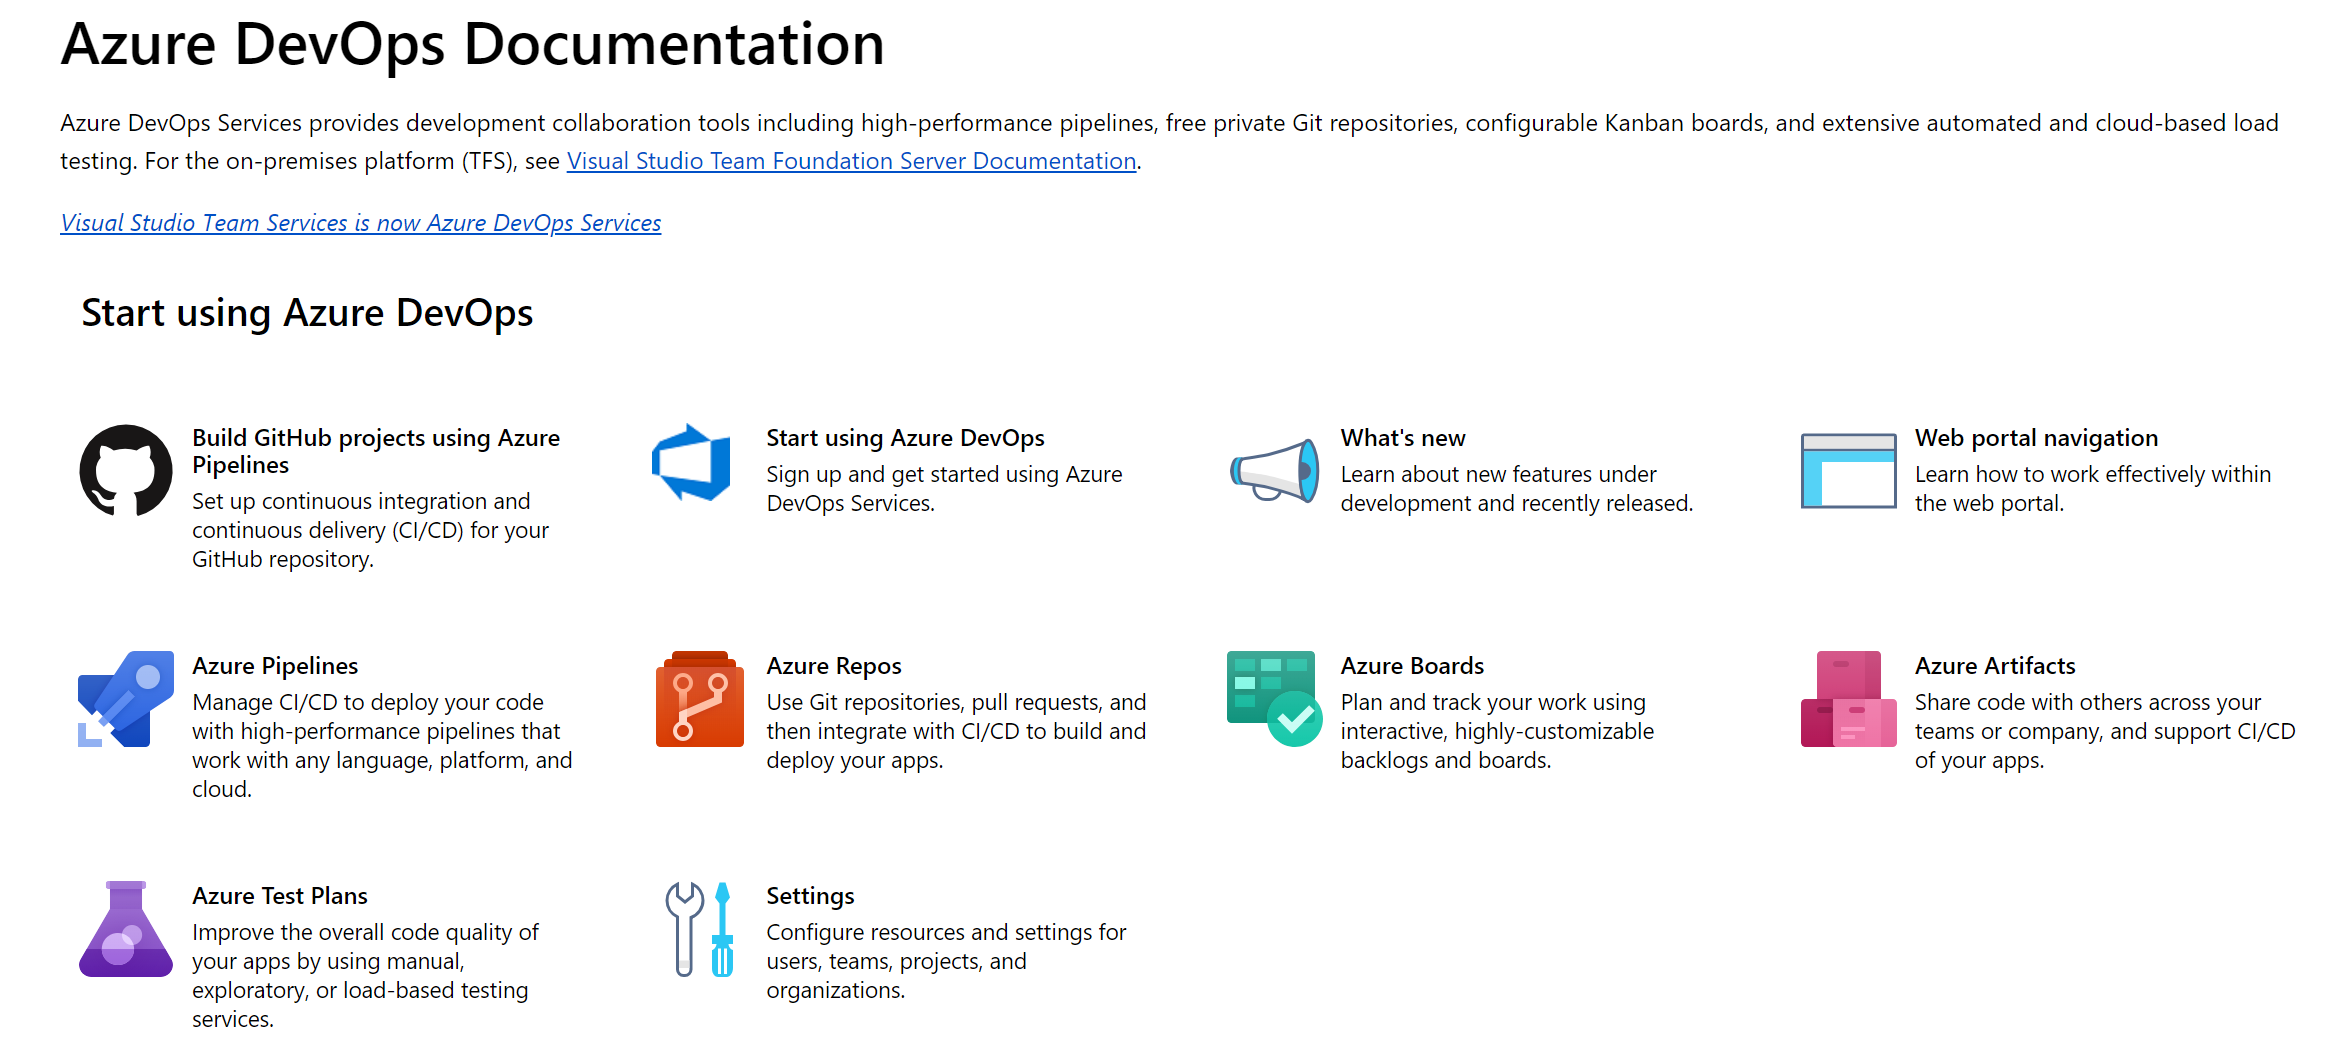 Azure DevOps Documentation
Azure DevOps Services provides development collaboration tools including high-performance pipelines, free private Git repositories, configurable Kanban boards, and extensive automated and cloud-based load
testing. For the on-premises platform (TFS), see Visual Studio Team Foundation Server Documentation.
Visual Studio Team Services is now Azure DevOps Services
Start using Azure DevOps
Build GitHub projects using Azure
Pipelines
Set up continuous integration and
continuous delivery (CI/CD) for your
GitHub repository.
Start using Azure DevOps
Sign up and get started using Azure
DevOps Services.
What's new
Learn about new features under
development and recently released.
Web portal navigation
Learn how to work effectively within
the web portal.
Azure Pipelines
Manage CI/CD to deploy your code
with high-performance pipelines that
work with any language, platform, and
cloud.
Azure Repos
Use Git repositories, pull requests, and
then integrate with CI/CD to build and
deploy your apps.
Azure Boards
Plan and track your work using
interactive, highly-customizable
backlogs and boards.
Azure Artifacts
Share code with others across your
teams or company, and support CI/CD
of your apps.
Azure Test Plans
Improve the overall code quality of
your apps by using manual,
exploratory, or load-based testing
services.
Settings
Configure resources and settings for
users, teams, projects, and
organizations.